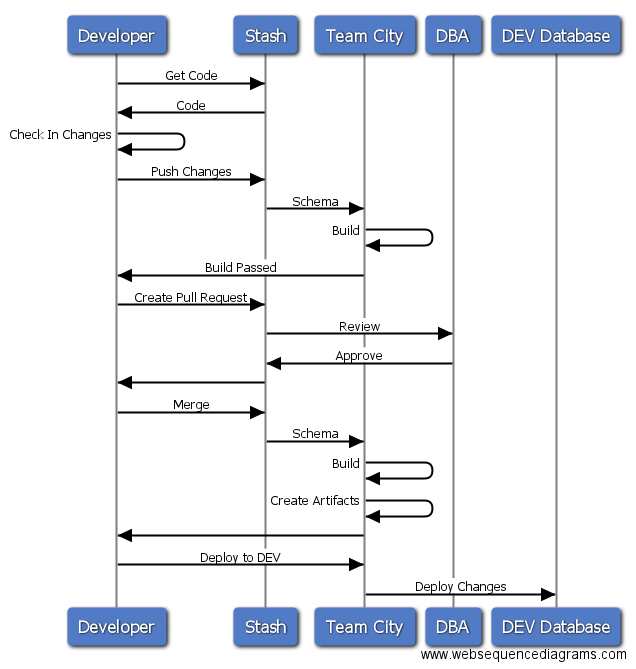 Developer Stash Team City DBA DEV Database
Get Code
Code
Check In Changes
Push Changes
Schema
Build
Build Passed
Create Pull Request
Review
Approve
Merge
Schema
Build
Create Artifacts
Deploy to DEV
Deploy Changes
Developer Stash Team City DBA DEV Database
www.websequencediagrams.com